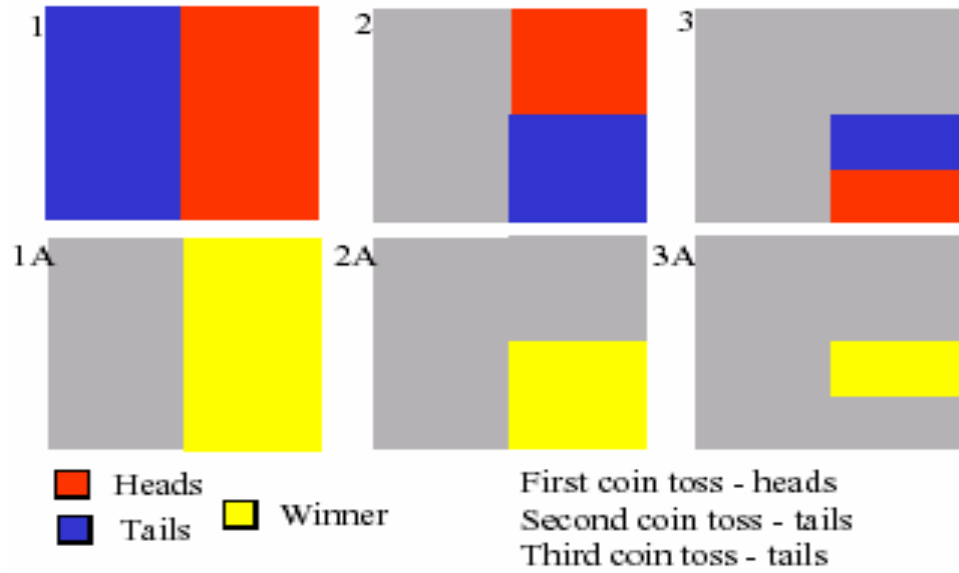 1
2
3
1A
2A
3A
Heads
Tails
Winner
First coin toss - heads
Second coin toss - tails
Third coin toss - tails